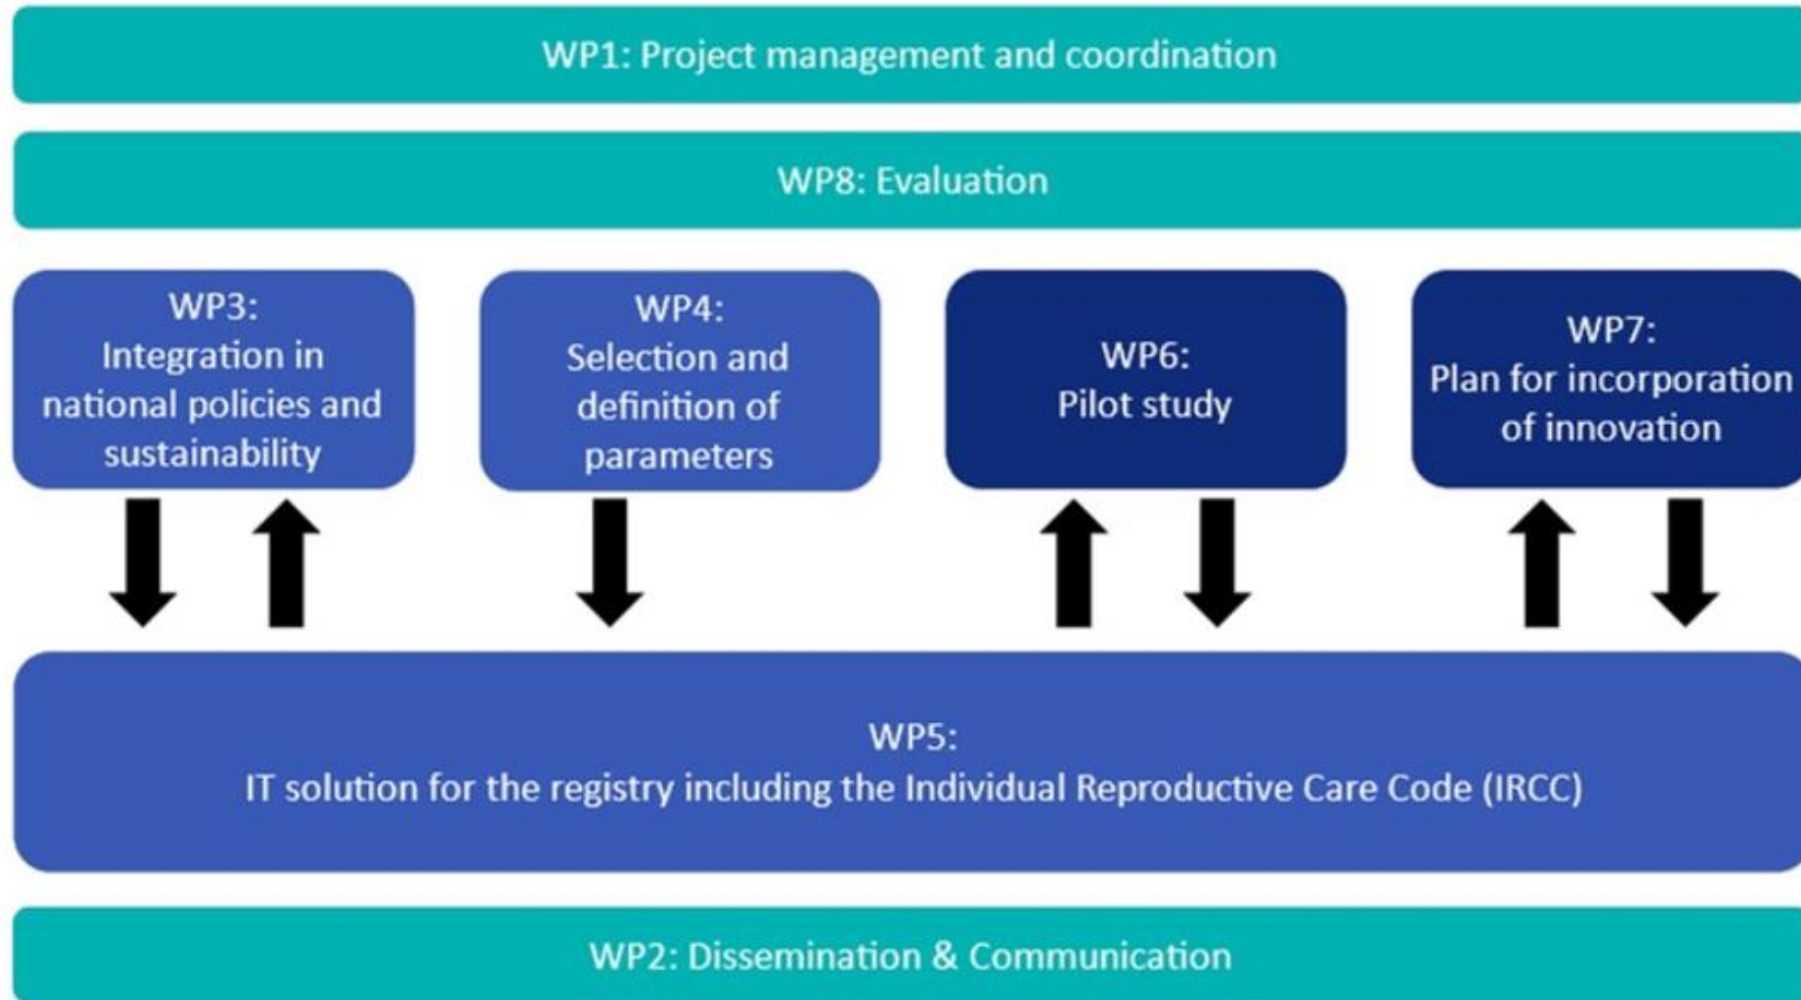 WP1: Project management and coordination
WP8: Evaluation
WP3:
Integration in
national policies and
sustainability
WP4:
Selection and
definition of
parameters
WP6:
Pilot study
WP7:
Plan for incorporation
of innovation
WP5:
IT solution for the registry including the Individual Reproductive Care Code (IRCC)
WP2: Dissemination & Communication